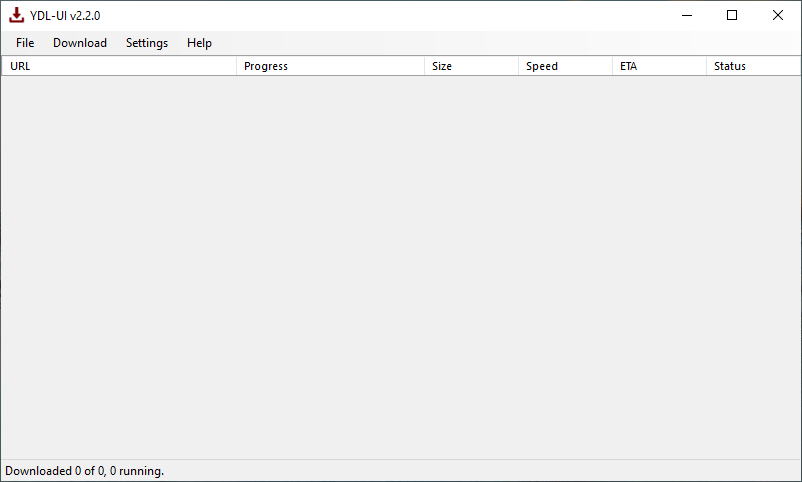 YDL-UI v2.2.0
File Download Settings Help
URL Progress Size Speed ETA Status
Downloaded 0 of 0, 0 running.